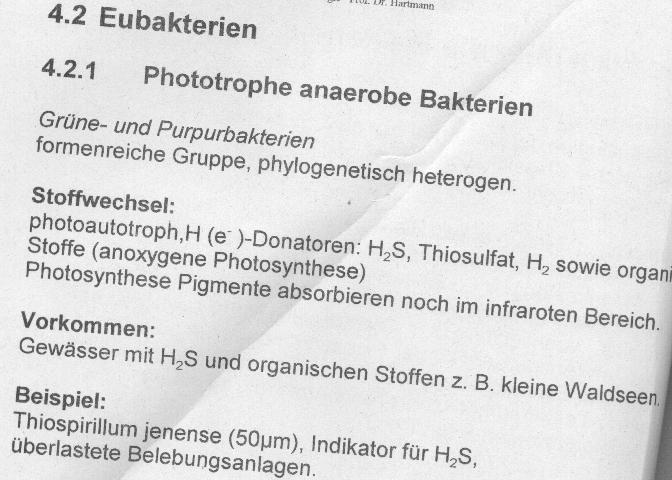 Prof. Dr. Hartmann
4.2 Eubakterien
4.2.1 Phototrophe anaerobe Bakterien
Grüne- und Purpurbakterien
formenreiche Gruppe, phylogenetisch heterogen.
Stoffwechsel:
photoautotroph,H (e⁻ )-Donatoren: H₂S, Thiosulfat, H₂ sowie organi
Stoffe (anoxygene Photosynthese)
Photosynthese Pigmente absorbieren noch im infraroten Bereich.
Vorkommen:
Gewässer mit H₂S und organischen Stoffen z. B. kleine Waldseen.
Beispiel:
Thiospirillum jenense (50µm), Indikator für H₂S,
überlastete Belebungsanlagen.